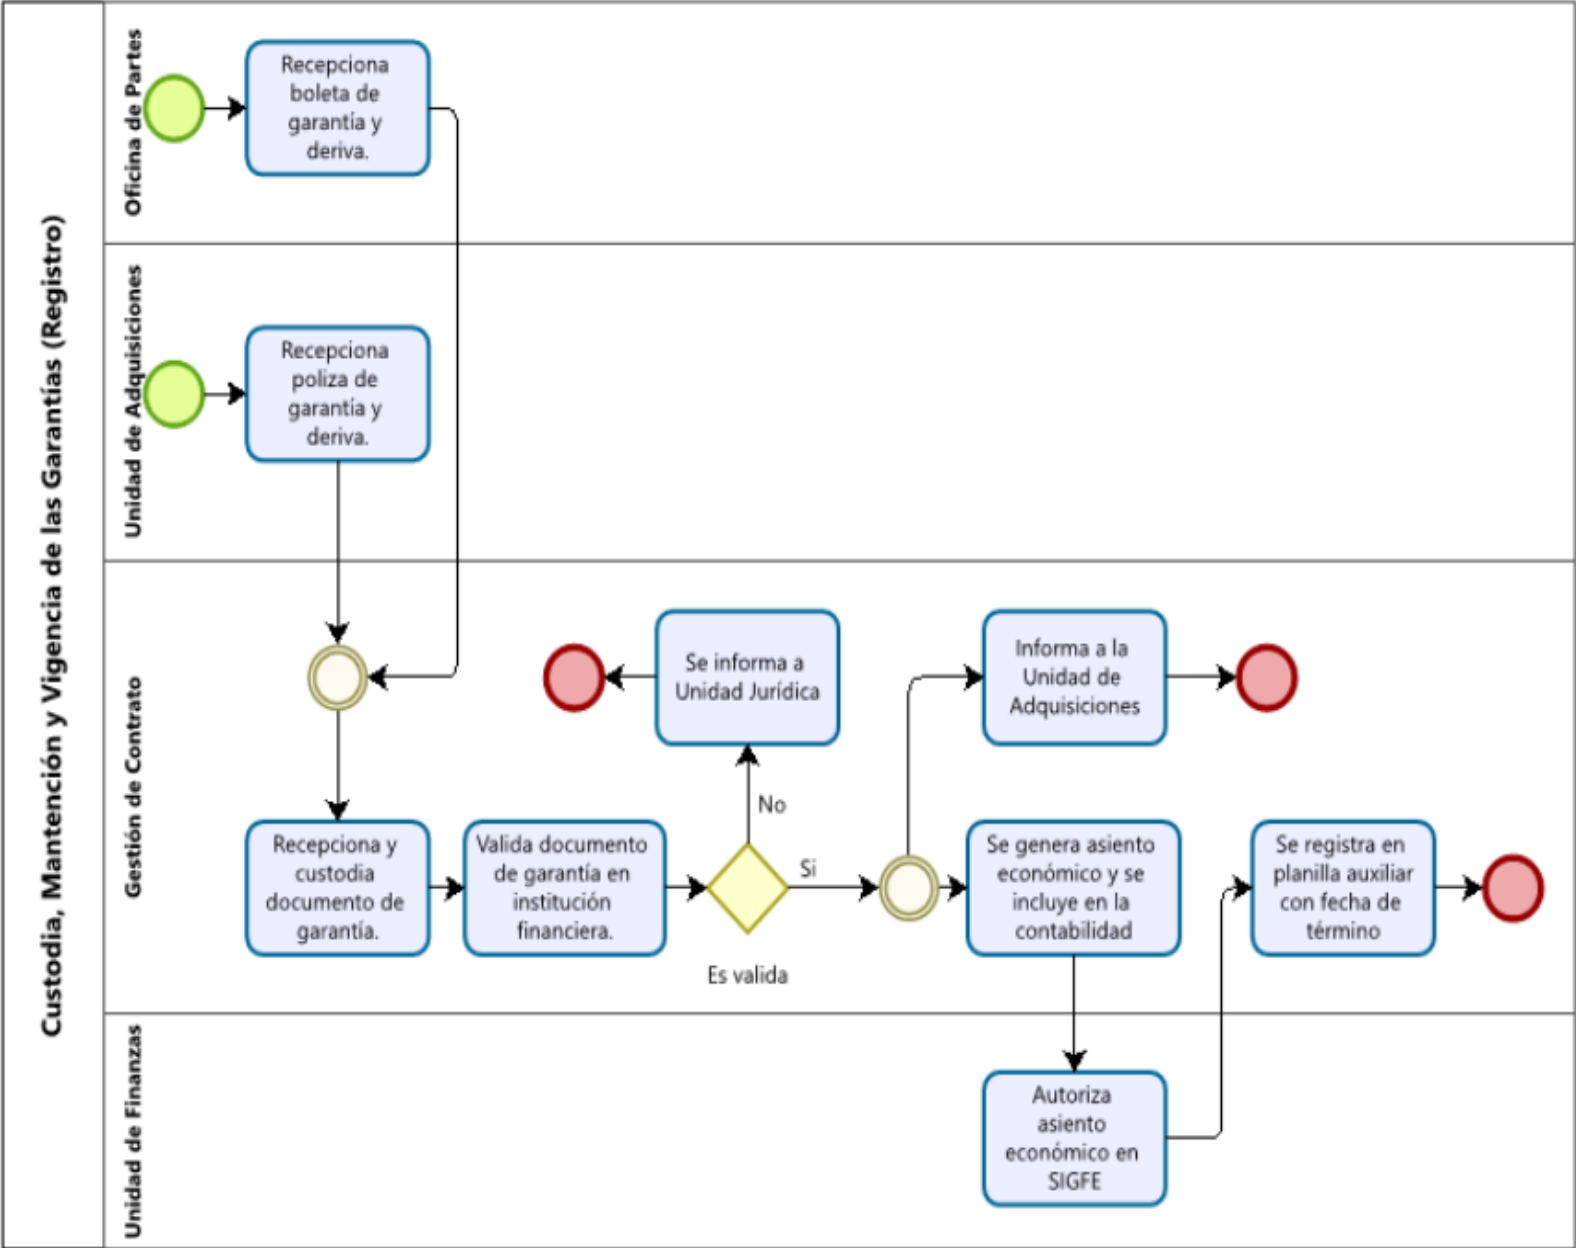 Custodia, Mantención y Vigencia de las Garantías (Registro)
Oficina de Partes
Recepciona
boleta de
garantía y
deriva.
Unidad de Adquisiciones
Recepciona
poliza de
garantía y
deriva.
Gestión de Contrato
Se informa a
Unidad Jurídica
Informa a la
Unidad de
Adquisiciones
No
Recepciona y
custodia
documento de
garantía.
Valida documento
de garantía en
institución
financiera.
Es valida
Si
Se genera asiento
económico y se
incluye en la
contabilidad
Se registra en
planilla auxiliar
con fecha de
término
Unidad de Finanzas
Autoriza
asiento
económico en
SIGFE